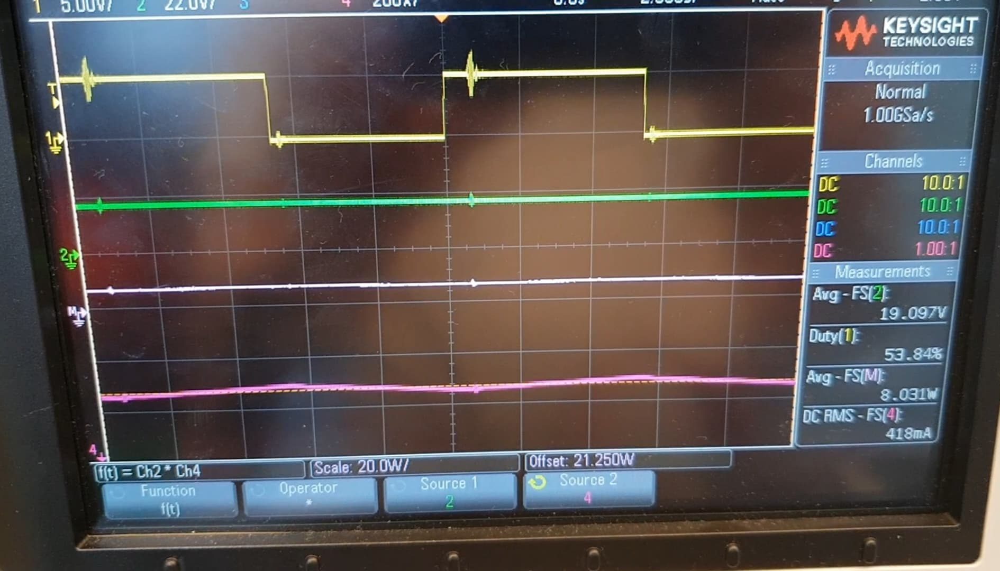 1 5.00V/ 2 22.0V/ 3 4 200A/ 0.0s
KEYSIGHT
TECHNOLOGIES
Acquisition
Normal
1.00GSa/s
Channels
DC 10.0:1
DC 10.0:1
DC 10.0:1
DC 1.00:1
Measurements
Avg - FS(2):
19.097V
Duty(1):
53.84%
Avg - FS(M):
8.031W
DC RMS - FS(4):
418mA
T
1
2
M
4
f(t) = Ch2 * Ch4 Scale: 20.0W/ Offset: 21.250W
Function Operator Source 1 Source 2
f(t) * 2 4